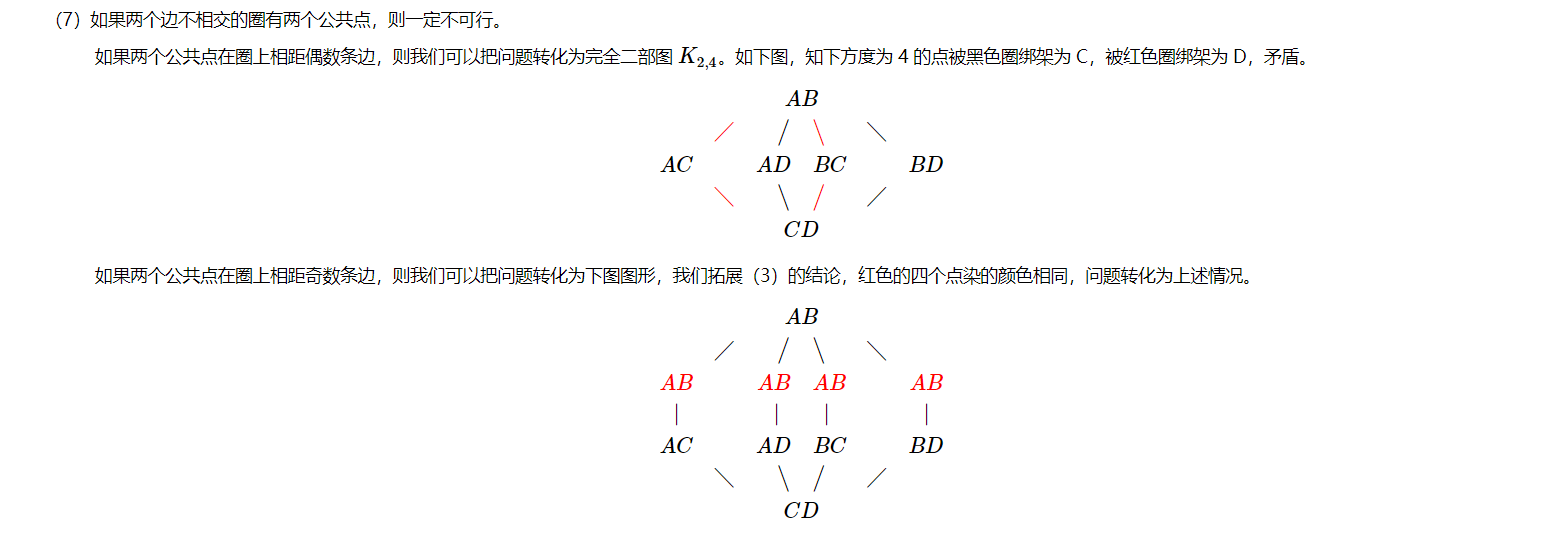 （7）如果两个边不相交的圈有两个公共点，则一定不可行。
如果两个公共点在圈上相距偶数条边，则我们可以把问题转化为完全二部图 K₂,₄。如下图，知下方度为 4 的点被黑色圈绑架为 C，被红色圈绑架为 D，矛盾。
AB
AC AD BC BD
CD
如果两个公共点在圈上相距奇数条边，则我们可以把问题转化为下图图形，我们拓展（3）的结论，红色的四个点染的颜色相同，问题转化为上述情况。
AB
AB AB AB AB
AC AD BC BD
CD